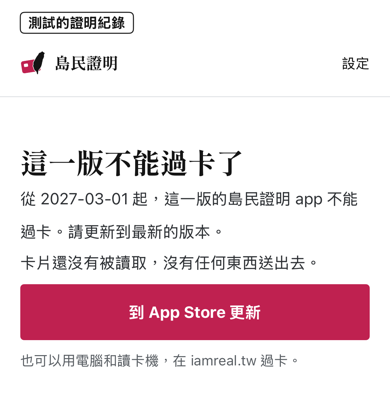 測試的證明紀錄
島民證明
設定
這一版不能過卡了
從 2027-03-01 起，這一版的島民證明 app 不能
過卡。請更新到最新的版本。
卡片還沒有被讀取，沒有任何東西送出去。
到 App Store 更新
也可以用電腦和讀卡機，在 iamreal.tw 過卡。